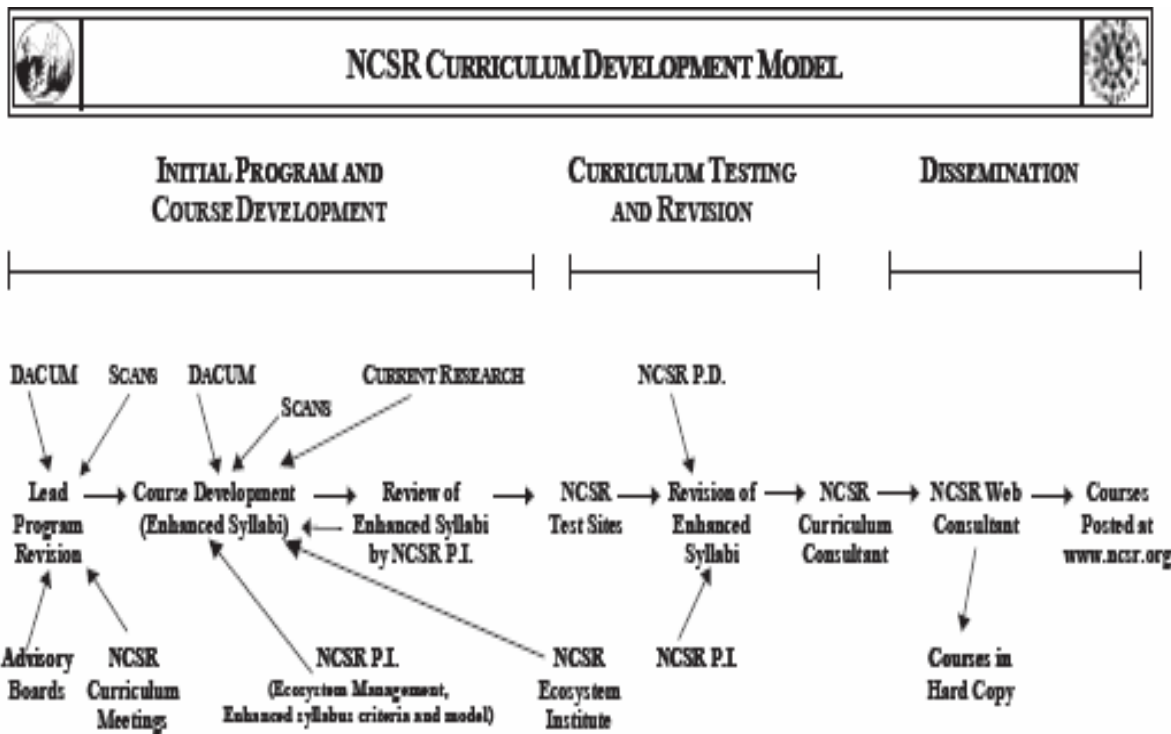 NCSR CURRICULUM DEVELOPMENT MODEL
INITIAL PROGRAM AND
COURSE DEVELOPMENT
CURRICULUM TESTING
AND REVISION
DISSEMINATION
DACUM
SCANS
DACUM
CURRENT RESEARCH
NCSR P.D.
SCANS
Lead
Program
Revision
Course Development
(Enhanced Syllabi)
Review of
Enhanced Syllabi
by NCSR P.I.
NCSR
Test Sites
Revision of
Enhanced
Syllabi
NCSR
Curriculum
Consultant
NCSR Web
Consultant
Courses
Posted at
www.ncsr.org
Advisory
Boards
NCSR
Curriculum
Meetings
NCSR P.I.
(Ecosystem Management,
Enhanced syllabus criteria and model)
NCSR
Ecosystem
Institute
NCSR P.I.
Courses in
Hard Copy